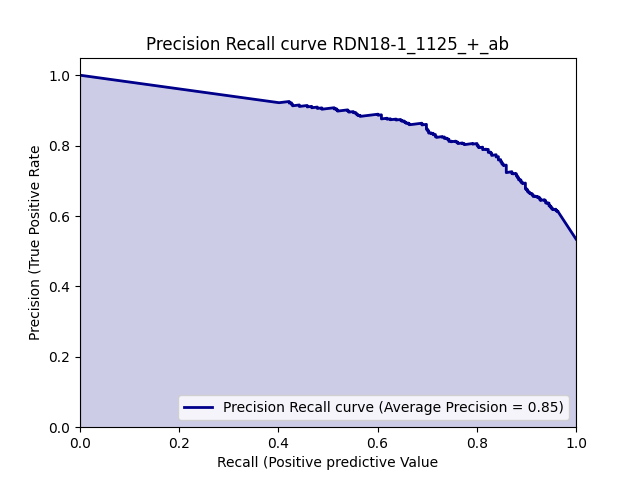 Precision Recall curve RDN18-1_1125_+_ab
Precision (True Positive Rate
1.0
0.8
0.6
0.4
0.2
0.0
Precision Recall curve (Average Precision = 0.85)
0.0 0.2 0.4 0.6 0.8 1.0
Recall (Positive predictive Value